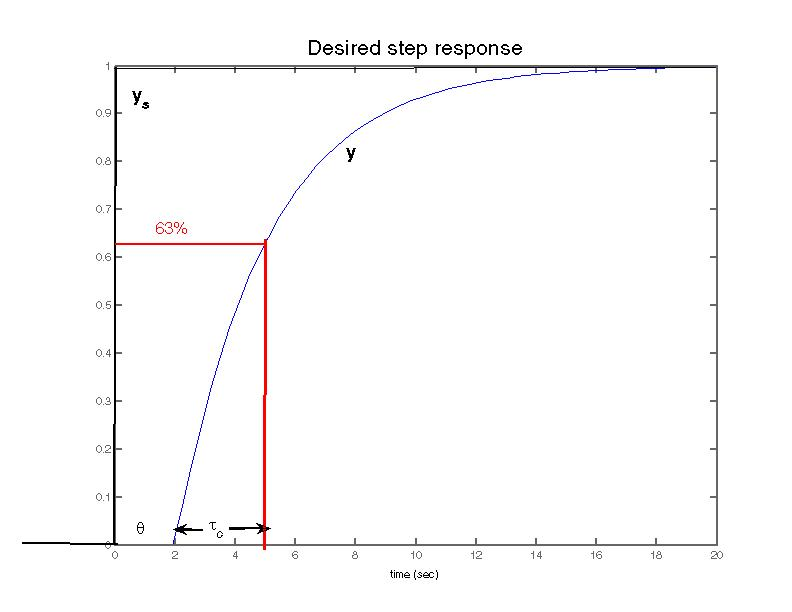 Desired step response
1
y_s
0.9
y
0.8
0.7
63%
0.6
0.5
0.4
0.3
0.2
0.1
θ
τ_c
0
0 2 4 6 8 10 12 14 16 18 20
time (sec)